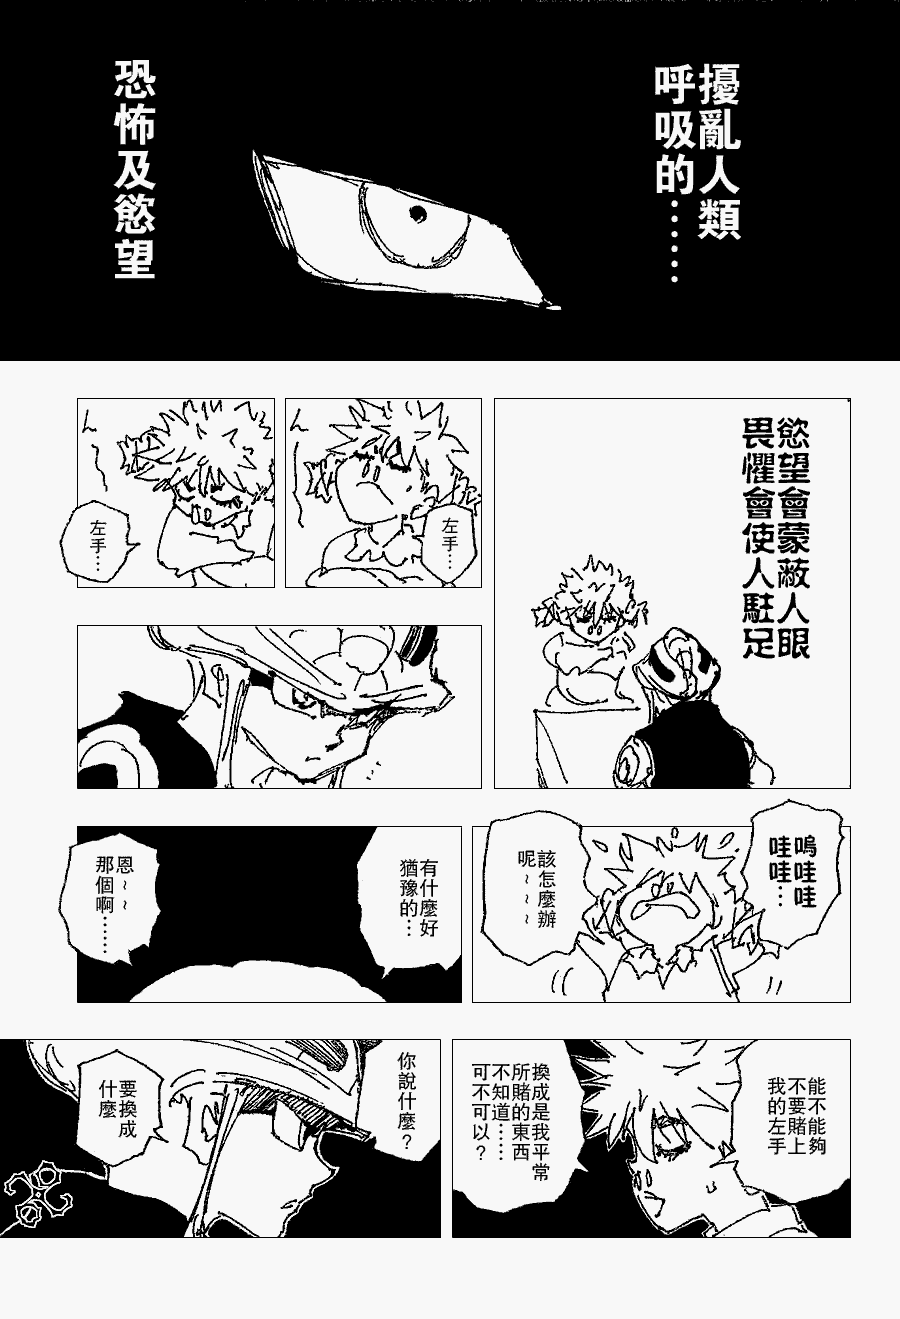 擾亂人類
呼吸的……
恐怖及慾望
慾望會蒙蔽人眼
畏懼會使人駐足
左手…
左手…
嗚哇哇
哇哇…
該怎麼辦
呢~~~
有什麼好
猶豫的…
恩~~
那個啊……
能不能夠
不要賭上
我的左手
換成是我平常
所賭的東西
不知道……
可不可以？
你說什麼？
要換成
什麼